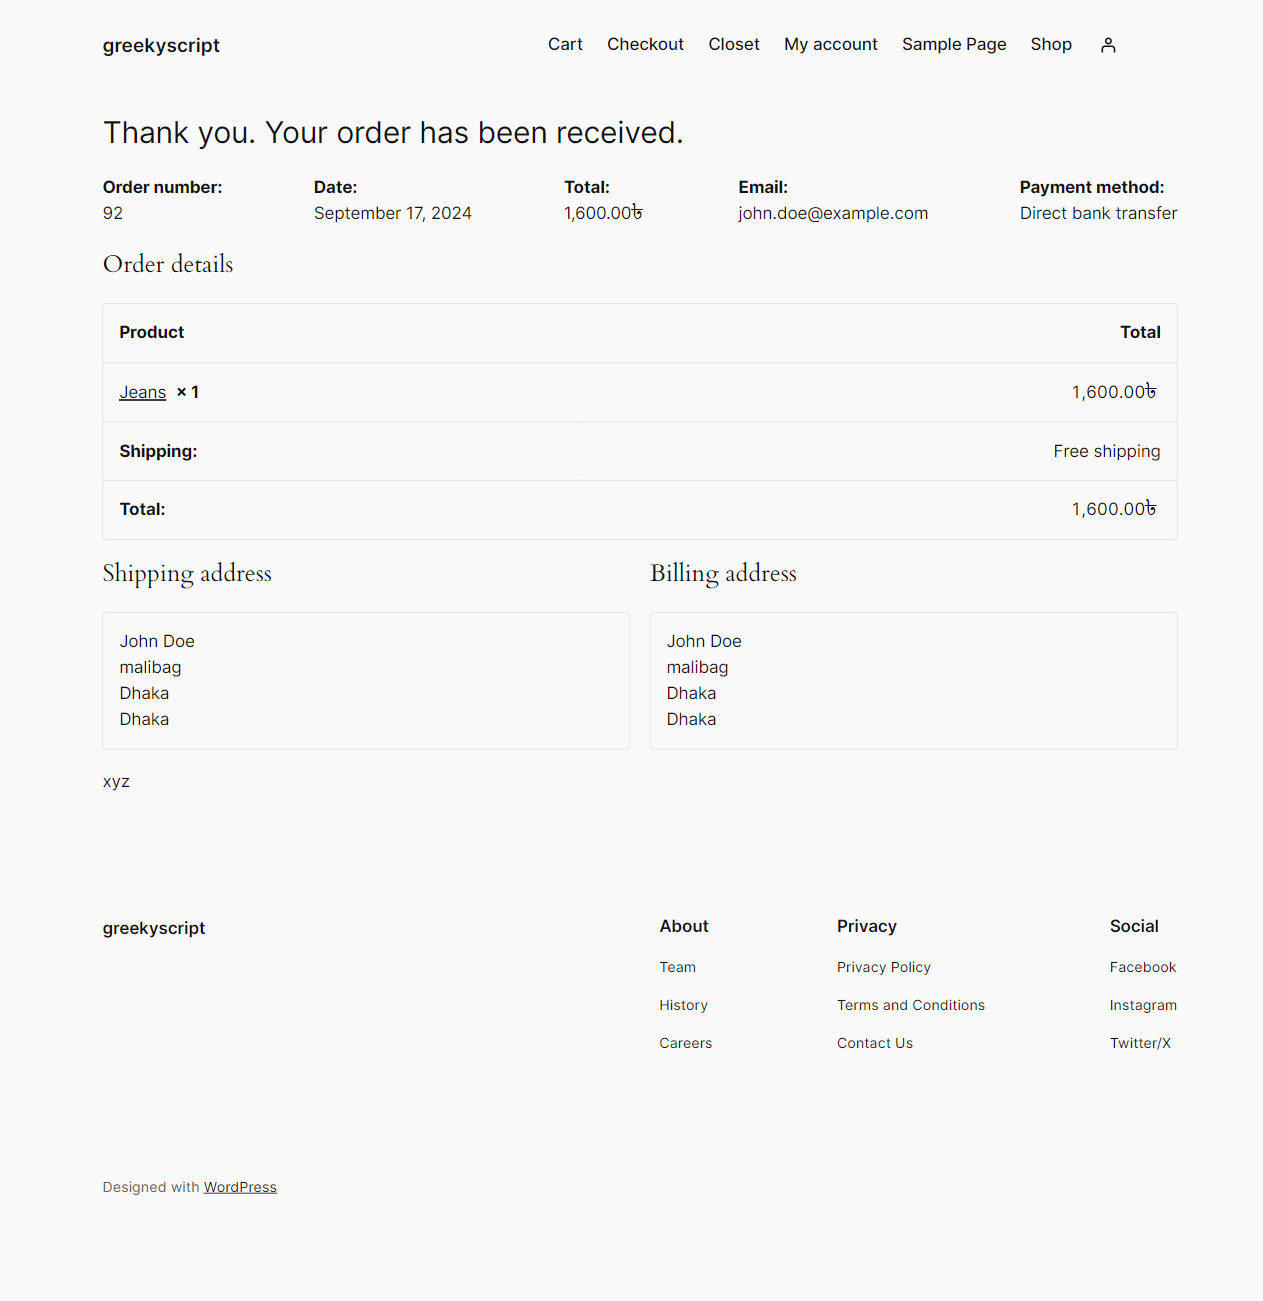 greekyscript
Cart Checkout Closet My account Sample Page Shop
Thank you. Your order has been received.
Order number: Date: Total: Email: Payment method:
92 September 17, 2024 1,600.00৳ john.doe@example.com Direct bank transfer
Order details
Product Total
Jeans × 1 1,600.00৳
Shipping: Free shipping
Total: 1,600.00৳
Shipping address Billing address
John Doe John Doe
malibag malibag
Dhaka Dhaka
Dhaka Dhaka
xyz
greekyscript About Privacy Social
Team Privacy Policy Facebook
History Terms and Conditions Instagram
Careers Contact Us Twitter/X
Designed with WordPress